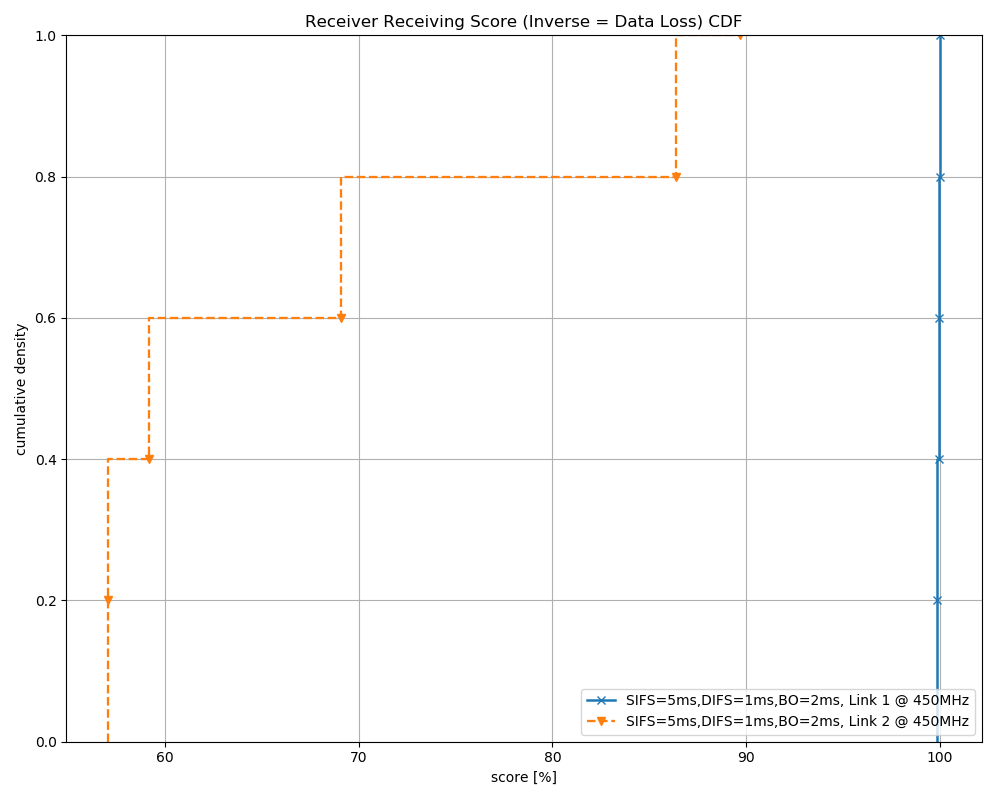 Receiver Receiving Score (Inverse = Data Loss) CDF
1.0
0.8
0.6
0.4
0.2
0.0
cumulative density
60 70 80 90 100
score [%]
SIFS=5ms,DIFS=1ms,BO=2ms, Link 1 @ 450MHz
SIFS=5ms,DIFS=1ms,BO=2ms, Link 2 @ 450MHz